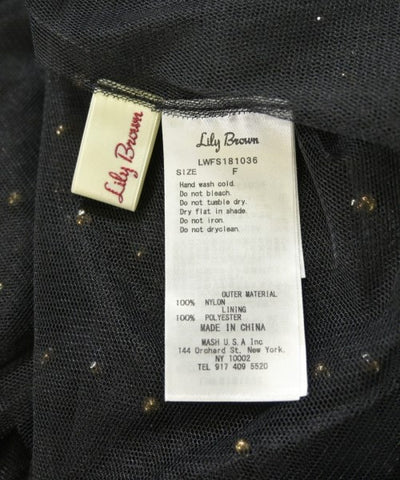 Lily Brown
Lily Brown
LWFS181036
SIZE F
Hand wash cold.
Do not bleach.
Do not tumble dry.
Dry flat in shade.
Do not iron.
Do not dryclean.
OUTER MATERIAL
100% NYLON
LINING
100% POLYESTER
MADE IN CHINA
MASH U.S.A Inc
144 Orchard St, New York,
NY 10002
TEL 917 409 5520